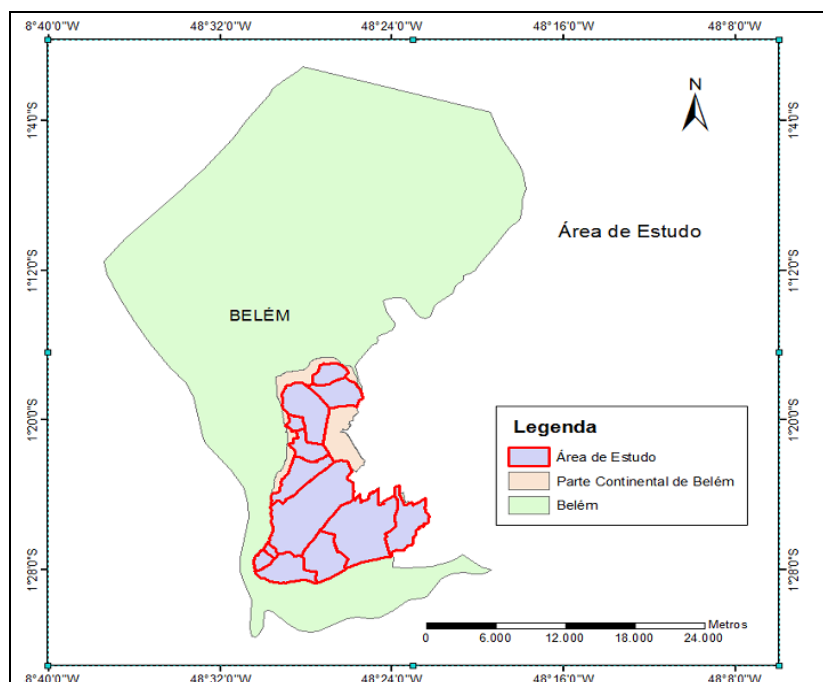 8°40'0"W 48°32'0"W 48°24'0"W 48°16'0"W 48°8'0"W
N
1°4'0"S 1°4'0"S
Área de Estudo
1°12'0"S 1°12'0"S
BELÉM
1°20'0"S 1°20'0"S
Legenda
Área de Estudo
Parte Continental de Belém
Belém
1°28'0"S 1°28'0"S
Metros
0 6.000 12.000 18.000 24.000
8°40'0"W 48°32'0"W 48°24'0"W 48°16'0"W 48°8'0"W